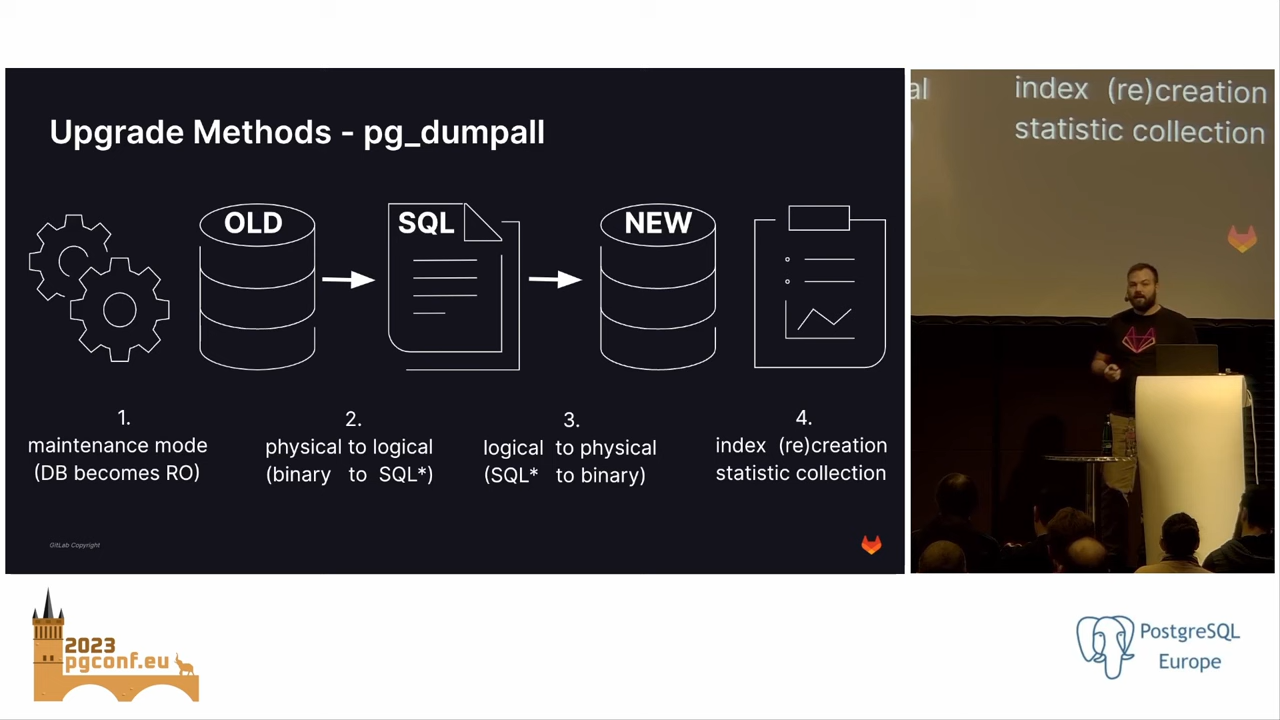 Upgrade Methods - pg_dumpall
OLD
SQL
NEW
1.
maintenance mode
(DB becomes RO)
2.
physical to logical
(binary to SQL*)
3.
logical to physical
(SQL* to binary)
4.
index (re)creation
statistic collection
GitLab Copyright
al
index (re)creation
statistic collection
2023
pgconf.eu
PostgreSQL
Europe